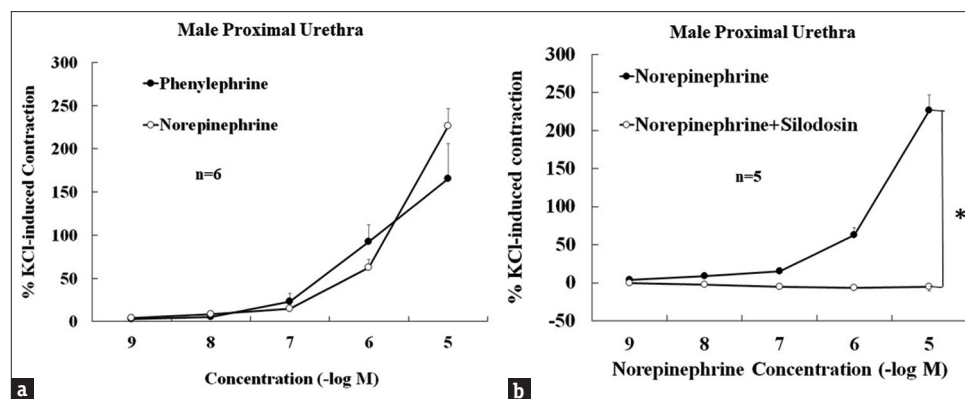 Male Proximal Urethra
% KCl-induced Contraction
300
250
200
150
100
50
0
Phenylephrine
Norepinephrine
n=6
9 8 7 6 5
Concentration (-log M)
a
Male Proximal Urethra
% KCl-induced contraction
300
250
200
150
100
50
0
-50
Norepinephrine
Norepinephrine+Silodosin
n=5
*
9 8 7 6 5
Norepinephrine Concentration (-log M)
b